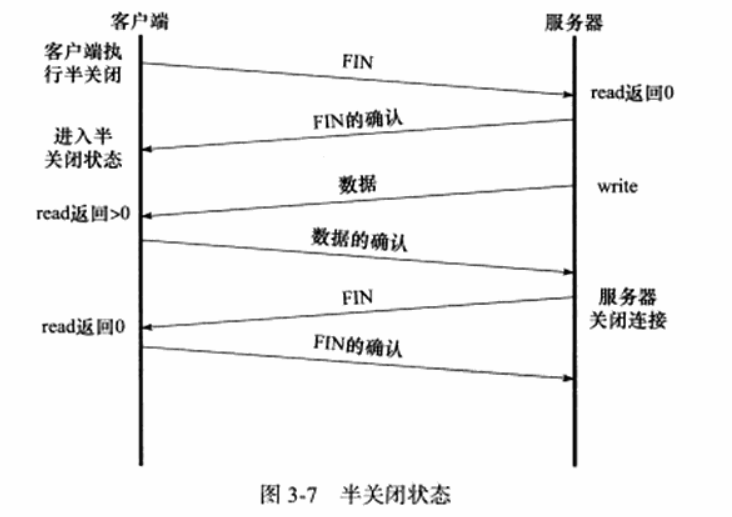 客户端
服务器
客户端执
行半关闭
FIN
read返回0
FIN的确认
进入半
关闭状态
数据
write
read返回>0
数据的确认
FIN
服务器
关闭连接
read返回0
FIN的确认
图 3-7 半关闭状态